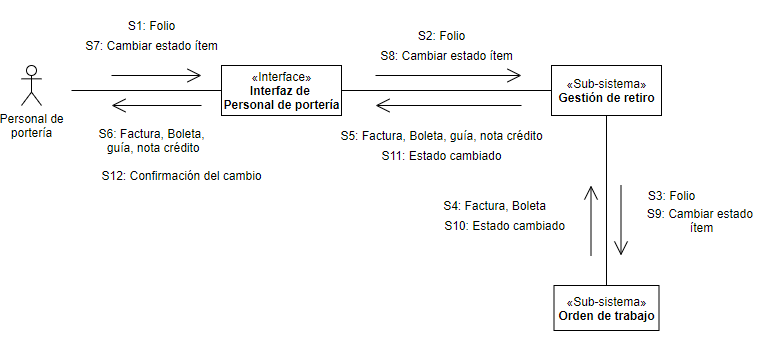 S1: Folio
S7: Cambiar estado ítem
S2: Folio
S8: Cambiar estado ítem
Personal de
portería
«Interface»
Interfaz de
Personal de portería
«Sub-sistema»
Gestión de retiro
S6: Factura, Boleta,
guía, nota crédito
S12: Confirmación del cambio
S5: Factura, Boleta, guía, nota crédito
S11: Estado cambiado
S4: Factura, Boleta
S10: Estado cambiado
S3: Folio
S9: Cambiar estado
ítem
«Sub-sistema»
Orden de trabajo